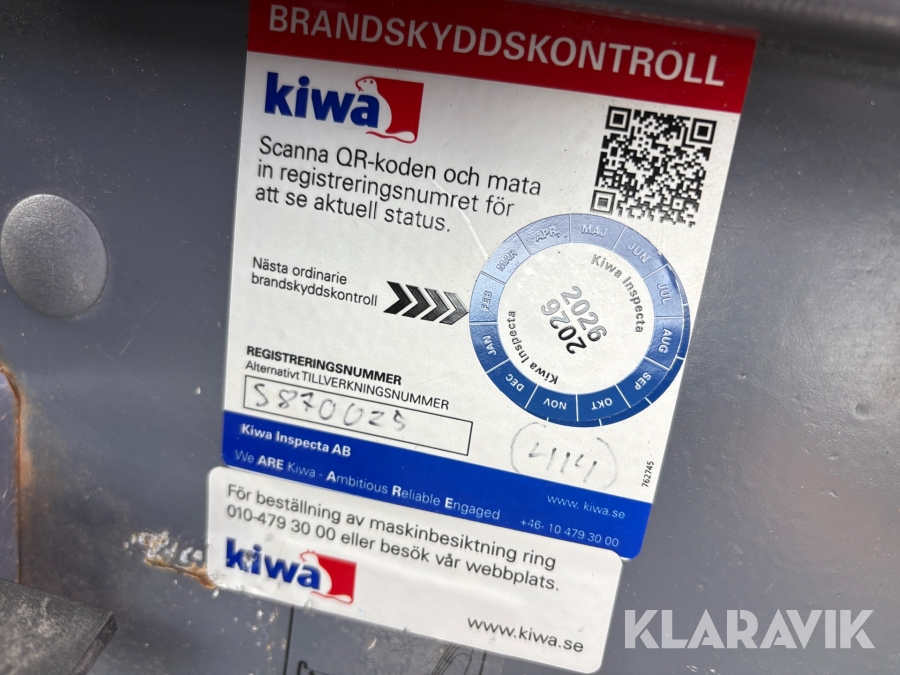 BRANDSKYDDSKONTROLL
kiwa
Scanna QR-koden och mata
in registreringsnumret för
att se aktuell status.
Nästa ordinarie
brandskyddskontroll
JAN FEB MAR APR MAJ JUN JUL AUG SEP OKT NOV DEC
Kiwa Inspecta
Kiwa Inspecta
2026
2026
2026
REGISTRERINGSNUMMER
Alternativt TILLVERKNINGSNUMMER
5870025
(4114)
762745
Kiwa Inspecta AB
We ARE Kiwa - Ambitious Reliable Engaged
www. kiwa.se
+46- 10 479 30 00
För beställning av maskinbesiktning ring
010-479 30 00 eller besök vår webbplats.
kiwa
www.kiwa.se
KLARAVIK